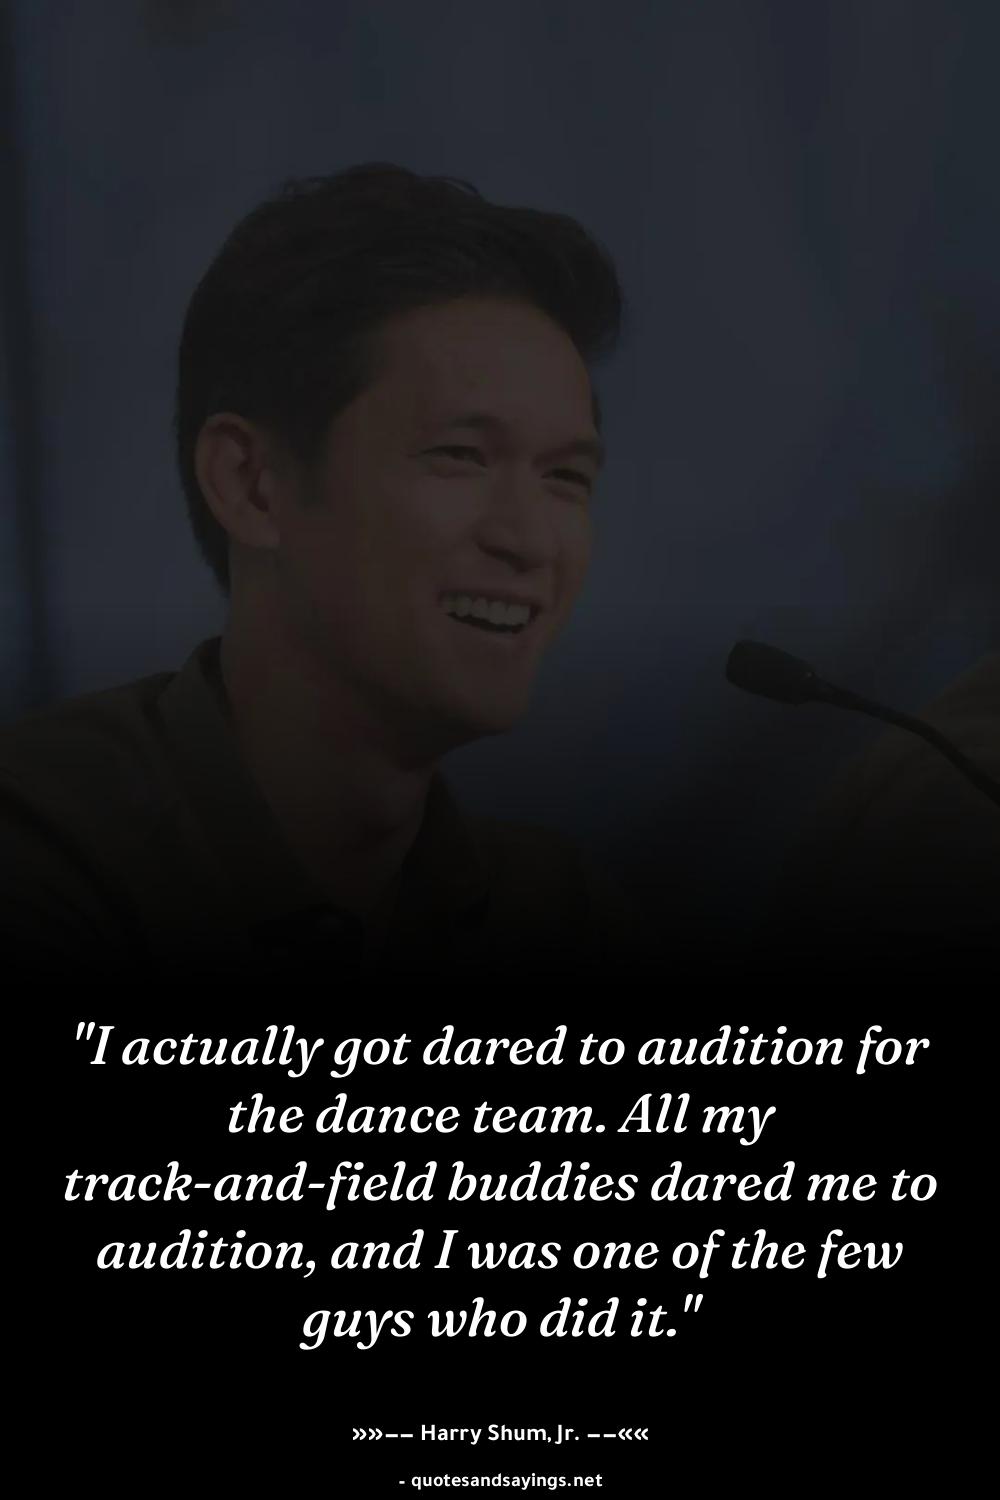 "I actually got dared to audition for
the dance team. All my
track-and-field buddies dared me to
audition, and I was one of the few
guys who did it."
»»–– Harry Shum, Jr. ––««
- quotesandsayings.net